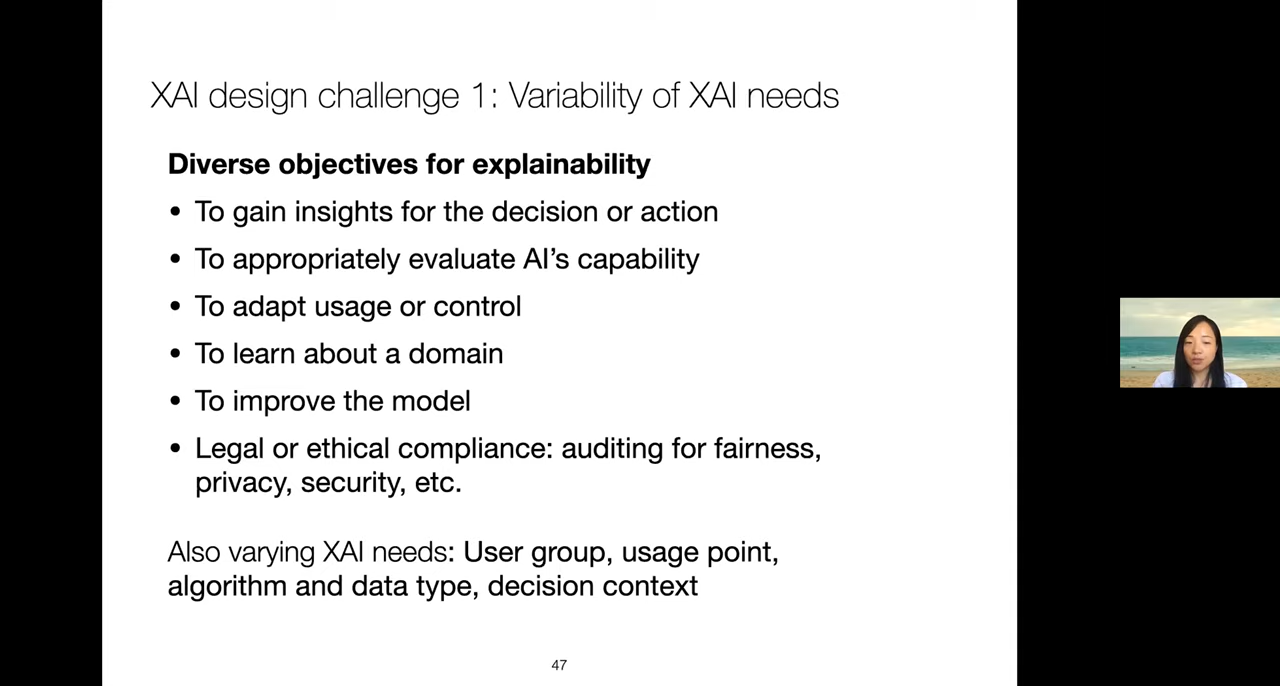 XAI design challenge 1: Variability of XAI needs
Diverse objectives for explainability
• To gain insights for the decision or action
• To appropriately evaluate AI’s capability
• To adapt usage or control
• To learn about a domain
• To improve the model
• Legal or ethical compliance: auditing for fairness,
privacy, security, etc.
Also varying XAI needs: User group, usage point,
algorithm and data type, decision context
47